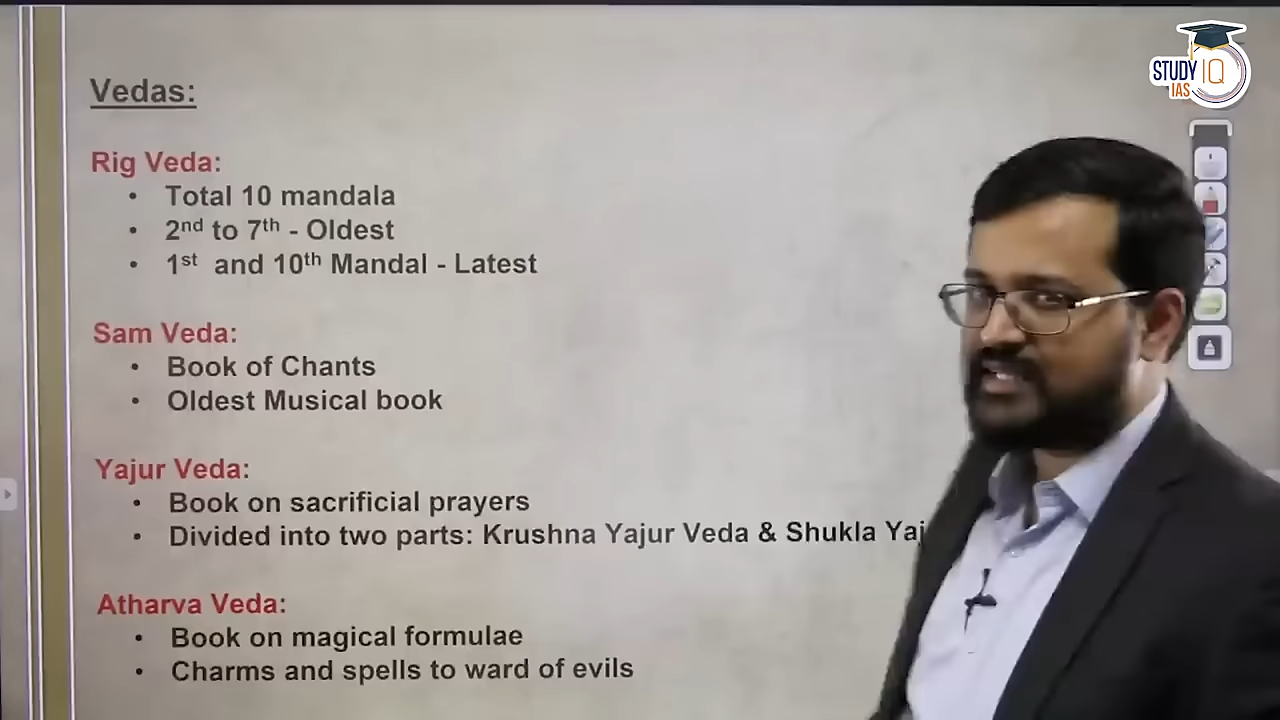 STUDY IQ
IAS
Vedas:
Rig Veda:
• Total 10 mandala
• 2nd to 7th - Oldest
• 1st and 10th Mandal - Latest
Sam Veda:
• Book of Chants
• Oldest Musical book
Yajur Veda:
• Book on sacrificial prayers
• Divided into two parts: Krushna Yajur Veda & Shukla Yaj
Atharva Veda:
• Book on magical formulae
• Charms and spells to ward of evils